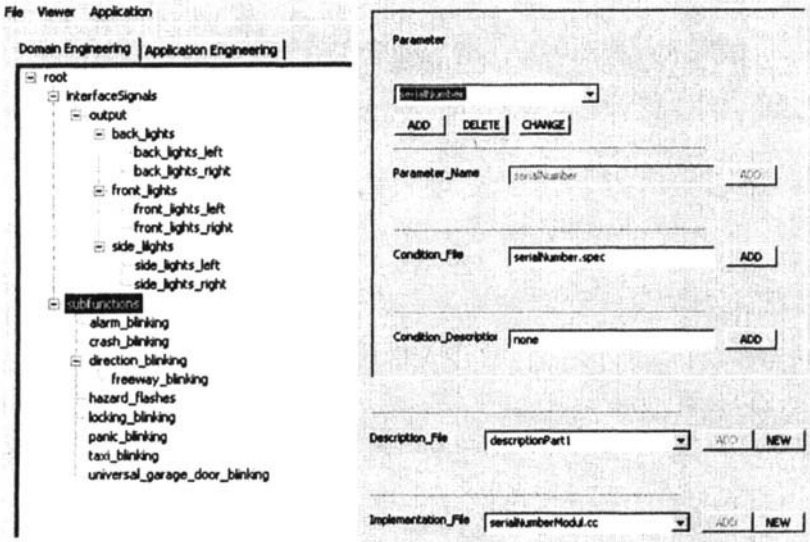 File Viewer Application
Domain Engineering Application Engineering
root
interfaceSignals
output
back_lights
back_lights_left
back_lights_right
front_lights
front_lights_left
front_lights_right
side_lilghts
side_lights_left
side_lights_right
subfunctions
alarm_blinking
crash_blinking
direction_blinking
freeway_blinking
hazard_flashes
locking_blinking
panic_blinking
taxi_blinking
universal_garage_door_blinking
Parameter
serialNumber
ADD DELETE CHANGE
Parameter_Name serialNumber ADD
Condition_File serialNumber.spec ADD
Condition_Description none ADD
Description_File descriptionPart1 ADD NEW
Implementation_File serialNumberModul.cc ADD NEW